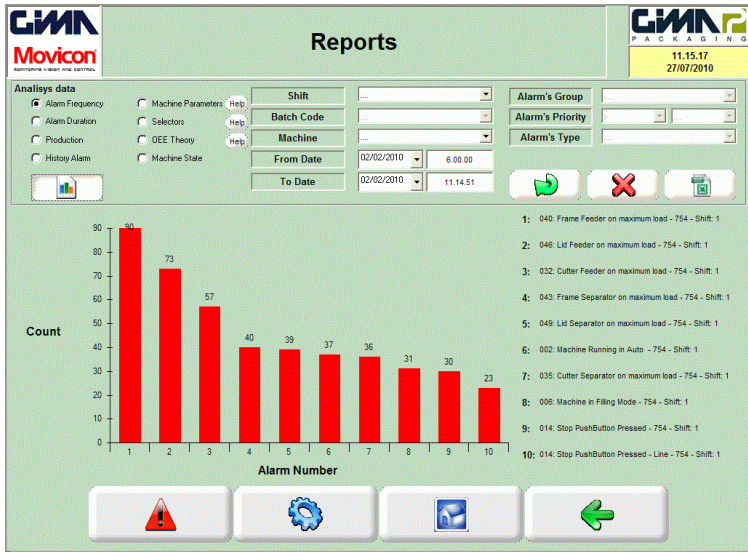 GIMA
Movicon
MONITORING VISION AND CONTROL
Reports
GIMA
PACKAGING
11.15.17
27/07/2010
Analisys data
Alarm Frequency
Alarm Duration
Production
History Alarm
Machine Parameters Help
Selectors Help
OEE Theory Help
Machine State
Shift ....
Batch Code ....
Machine ....
From Date 02/02/2010 6.00.00
To Date 02/02/2010 11.14.51
Alarm's Group ....
Alarm's Priority > ....
Alarm's Type ....
Count
90
80
70
60
50
40
30
20
10
0
90 73 57 40 39 37 36 31 30 23
1 2 3 4 5 6 7 8 9 10
Alarm Number
1: 040: Frame Feeder on maximum load - 754 - Shift: 1
2: 046: Lid Feeder on maximum load - 754 - Shift: 1
3: 032: Cutter Feeder on maximum load - 754 - Shift: 1
4: 043: Frame Separator on maximum load - 754 - Shift: 1
5: 049: Lid Separator on maximum load - 754 - Shift: 1
6: 002: Machine Running in Auto - 754 - Shift: 1
7: 035: Cutter Separator on maximum load - 754 - Shift: 1
8: 006: Machine in Filling Mode - 754 - Shift: 1
9: 014: Stop PushButton Pressed - 754 - Shift: 1
10: 014: Stop PushButton Pressed - Line - 754 - Shift: 1